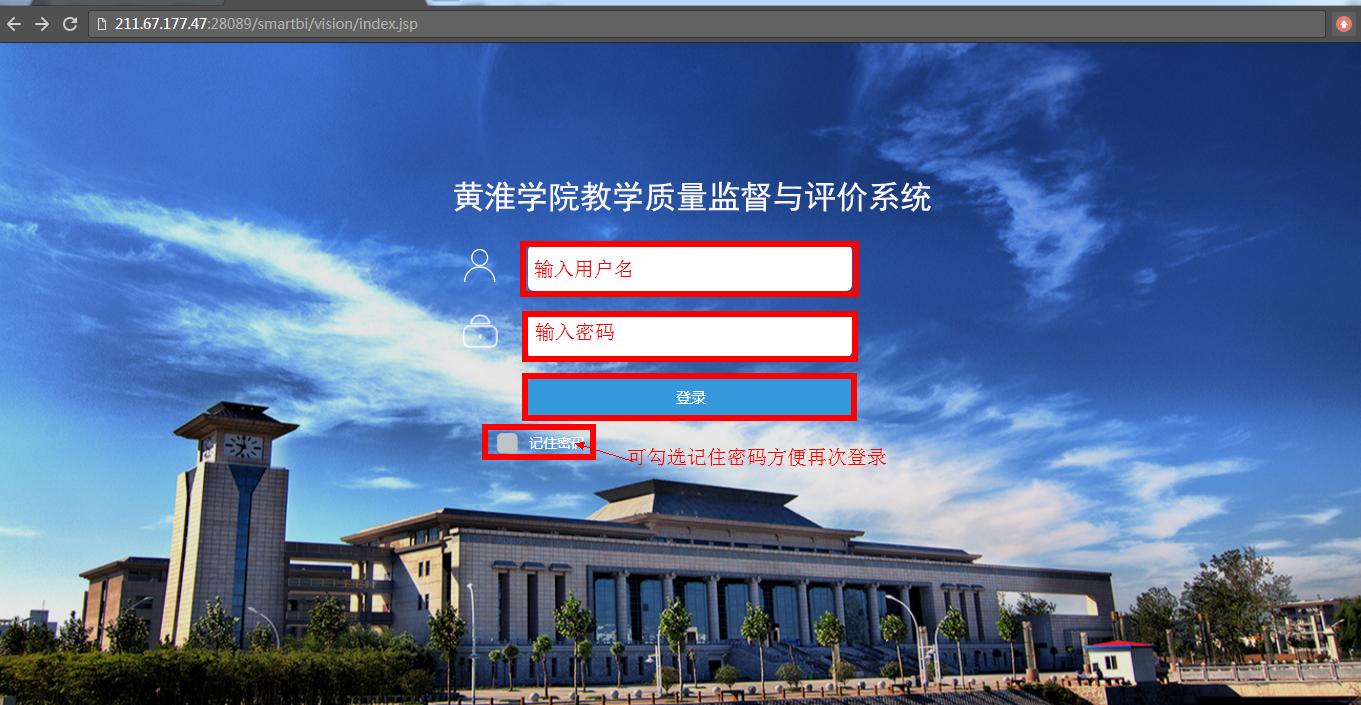 211.67.177.47:28089/smartbi/vision/index.jsp
黄淮学院教学质量监督与评价系统
输入用户名
输入密码
登录
记住密码
可勾选记住密码方便再次登录